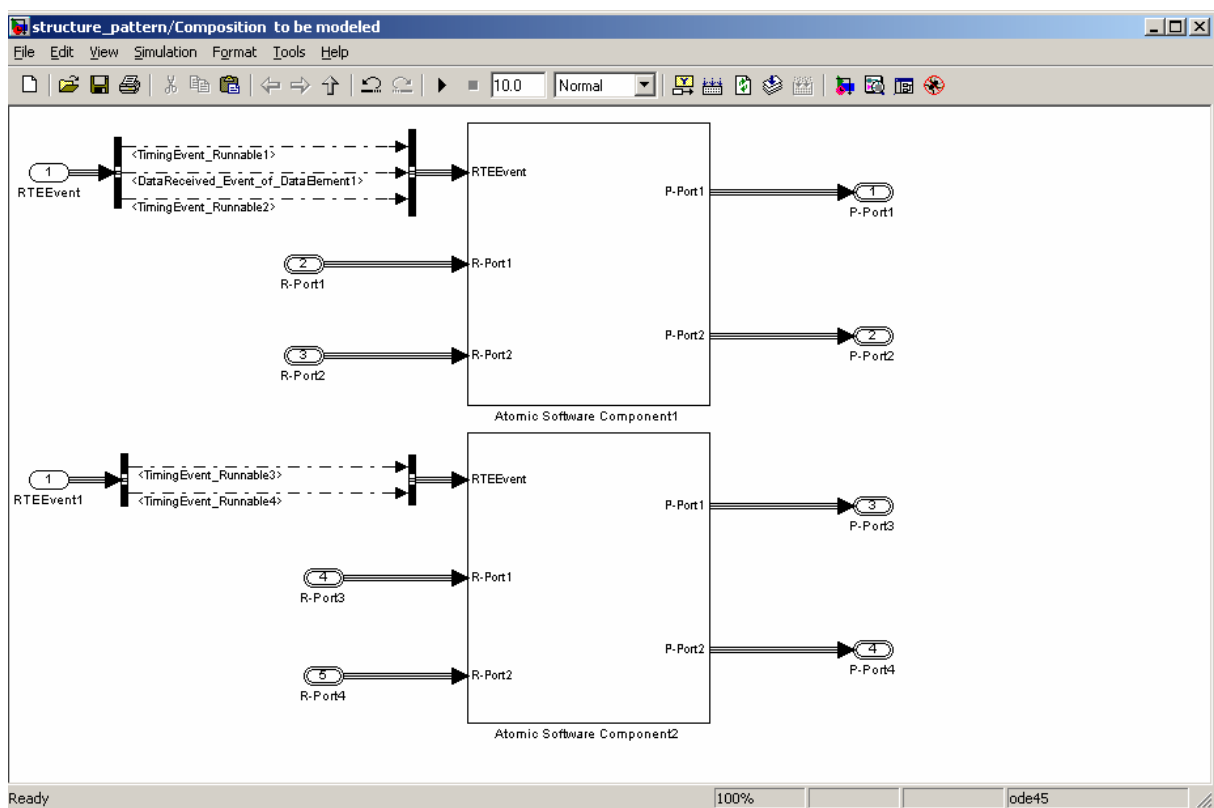 structure_pattern/Composition to be modeled
File Edit View Simulation Format Tools Help
10.0 Normal
1
RTEEvent
<TimingEvent_Runnable1>
<DataReceived_Event_of_DataElement1>
<TimingEvent_Runnable2>
RTEEvent
P-Port1
1
P-Port1
2
R-Port1
R-Port1
3
R-Port2
R-Port2
P-Port2
2
P-Port2
Atomic Software Component1
1
RTEEvent1
<TimingEvent_Runnable3>
<TimingEvent_Runnable4>
RTEEvent
P-Port1
3
P-Port3
4
R-Port3
R-Port1
5
R-Port4
R-Port2
P-Port2
4
P-Port4
Atomic Software Component2
Ready 100% ode45